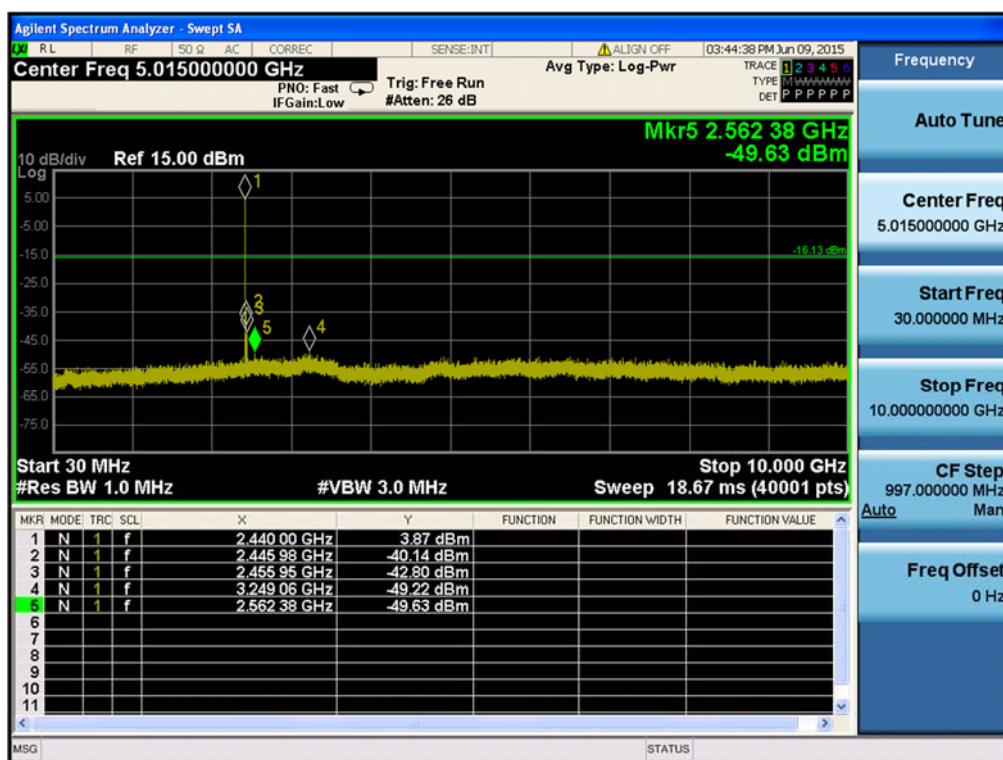 Agilent Spectrum Analyzer - Swept SA
LXI RL RF 50 Ω AC CORREC SENSE:INT ALIGN OFF 03:44:38 PM Jun 09, 2015
Center Freq 5.015000000 GHz
PNO: Fast
IFGain:Low
Trig: Free Run
#Atten: 26 dB
Avg Type: Log-Pwr
TRACE 1 2 3 4 5 6
TYPE M W W W W W
DET P P P P P P
Mkr5 2.562 38 GHz
-49.63 dBm
10 dB/div Ref 15.00 dBm
Log
5.00
-5.00
-15.0
-25.0
-35.0
-45.0
-55.0
-65.0
-75.0
1
2
3
5
4
-16.13 dBm
Start 30 MHz Stop 10.000 GHz
#Res BW 1.0 MHz #VBW 3.0 MHz Sweep 18.67 ms (40001 pts)
MKR MODE TRC SCL X Y FUNCTION FUNCTION WIDTH FUNCTION VALUE
1 N 1 f 2.440 00 GHz 3.87 dBm
2 N 1 f 2.445 98 GHz -40.14 dBm
3 N 1 f 2.455 95 GHz -42.80 dBm
4 N 1 f 3.249 06 GHz -49.22 dBm
5 N 1 f 2.562 38 GHz -49.63 dBm
6
7
8
9
10
11
MSG STATUS
Frequency
Auto Tune
Center Freq
5.015000000 GHz
Start Freq
30.000000 MHz
Stop Freq
10.000000000 GHz
CF Step
997.000000 MHz
Auto Man
Freq Offset
0 Hz